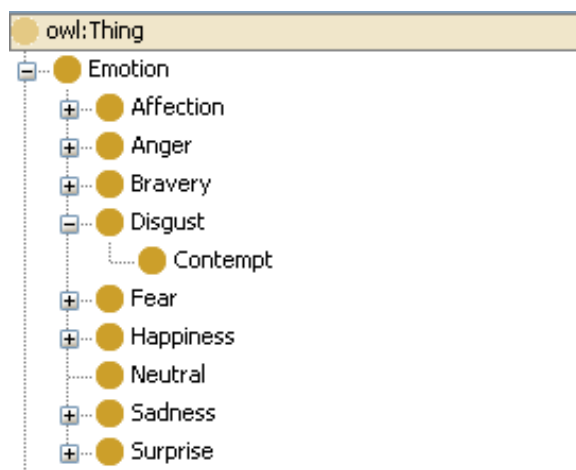 owl:Thing
Emotion
Affection
Anger
Bravery
Disgust
Contempt
Fear
Happiness
Neutral
Sadness
Surprise